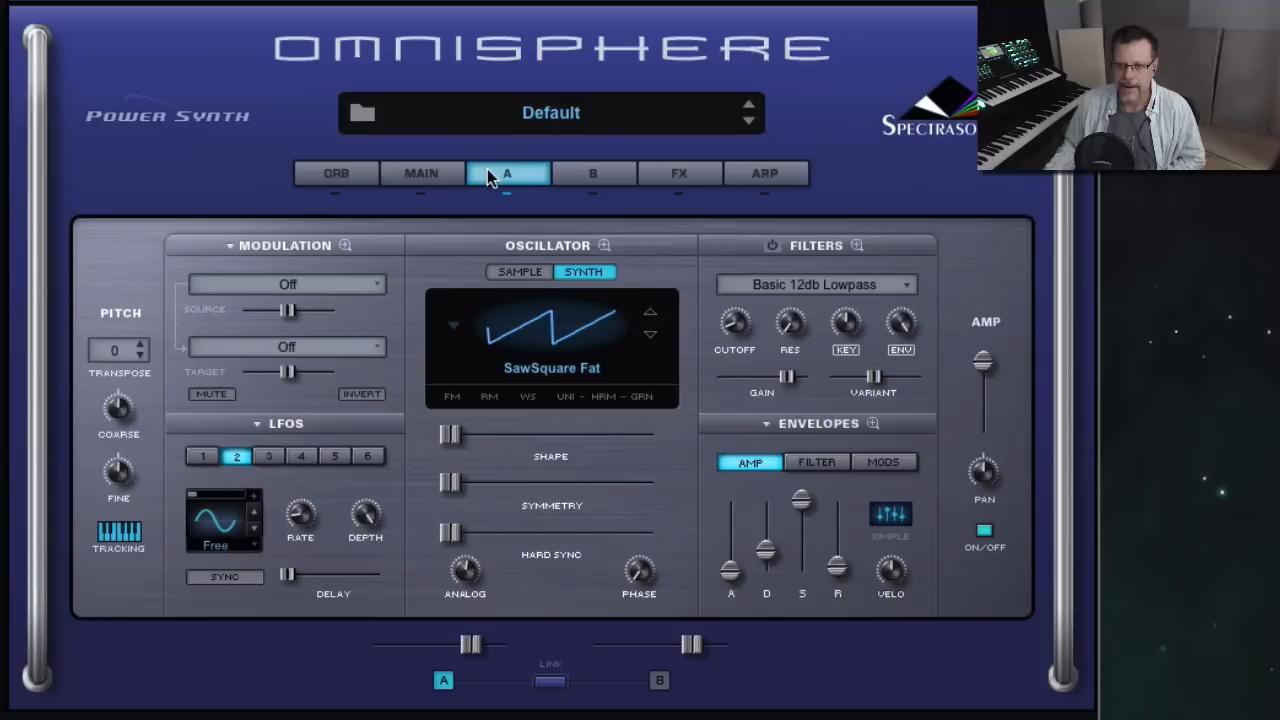 OMNISPHERE
POWER SYNTH
Default
SPECTRASO
ORB MAIN A B FX ARP
MODULATION
OSCILLATOR
FILTERS
Off
SAMPLE SYNTH
Basic 12db Lowpass
SOURCE
PITCH
0
TRANSPOSE
Off
TARGET
MUTE INVERT
SawSquare Fat
FM RM WS UNI - HRM - GRN
CUTOFF RES KEY ENV
GAIN VARIANT
AMP
COARSE
LFOS
ENVELOPES
1 2 3 4 5 6
SHAPE
AMP FILTER MODS
FINE
PAN
SYMMETRY
TRACKING
Free
RATE DEPTH
HARD SYNC
SIMPLE
ON/OFF
SYNC
DELAY
ANALOG PHASE
A D S R VELO
LINK
A B